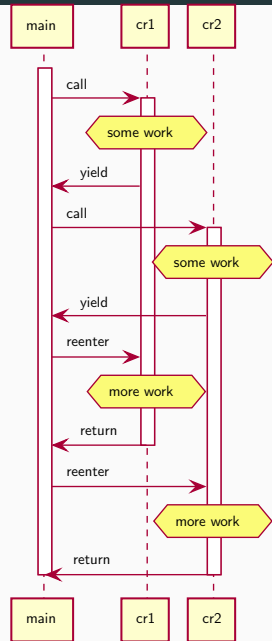 main cr1 cr2
call
some work
yield
call
some work
yield
reenter
more work
return
reenter
more work
return
main cr1 cr2